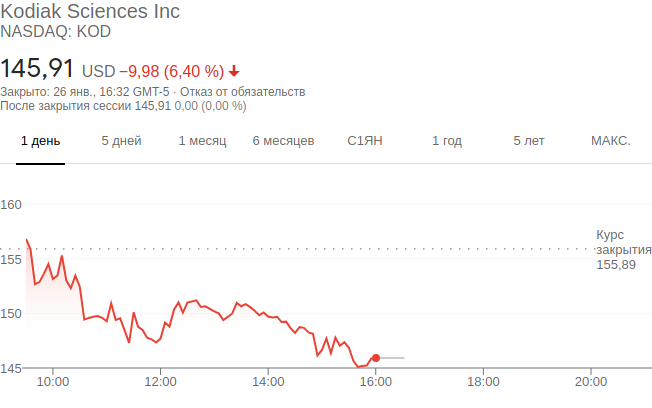 Kodiak Sciences Inc
NASDAQ: KOD
145,91 USD −9,98 (6,40 %)
Закрыто: 26 янв., 16:32 GMT-5 · Отказ от обязательств
После закрытия сессии 145,91 0,00 (0,00 %)
1 день 5 дней 1 месяц 6 месяцев С1ЯН 1 год 5 лет МАКС.
160
Курс
закрытия
155,89
155
150
145
10:00 12:00 14:00 16:00 18:00 20:00